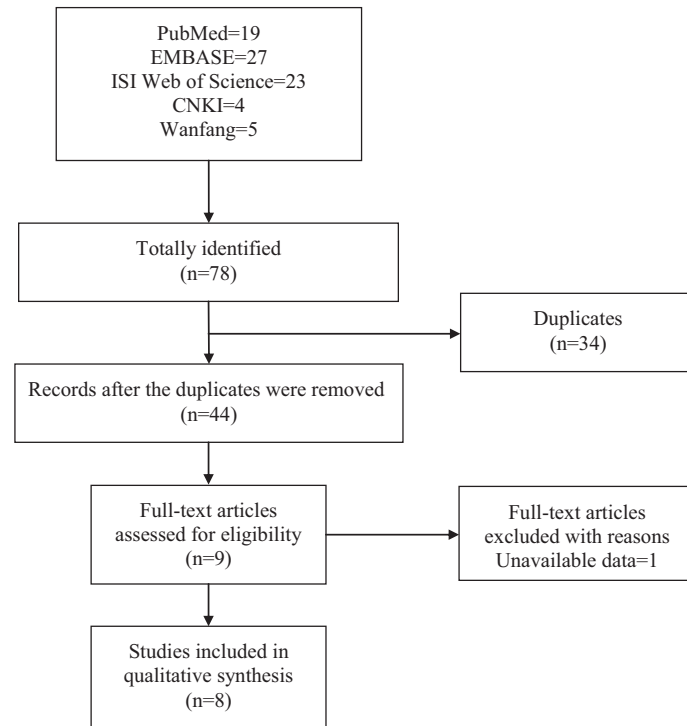 PubMed=19
EMBASE=27
ISI Web of Science=23
CNKI=4
Wanfang=5
Totally identified
(n=78)
Duplicates
(n=34)
Records after the duplicates were removed
(n=44)
Full-text articles
assessed for eligibility
(n=9)
Full-text articles
excluded with reasons
Unavailable data=1
Studies included in
qualitative synthesis
(n=8)